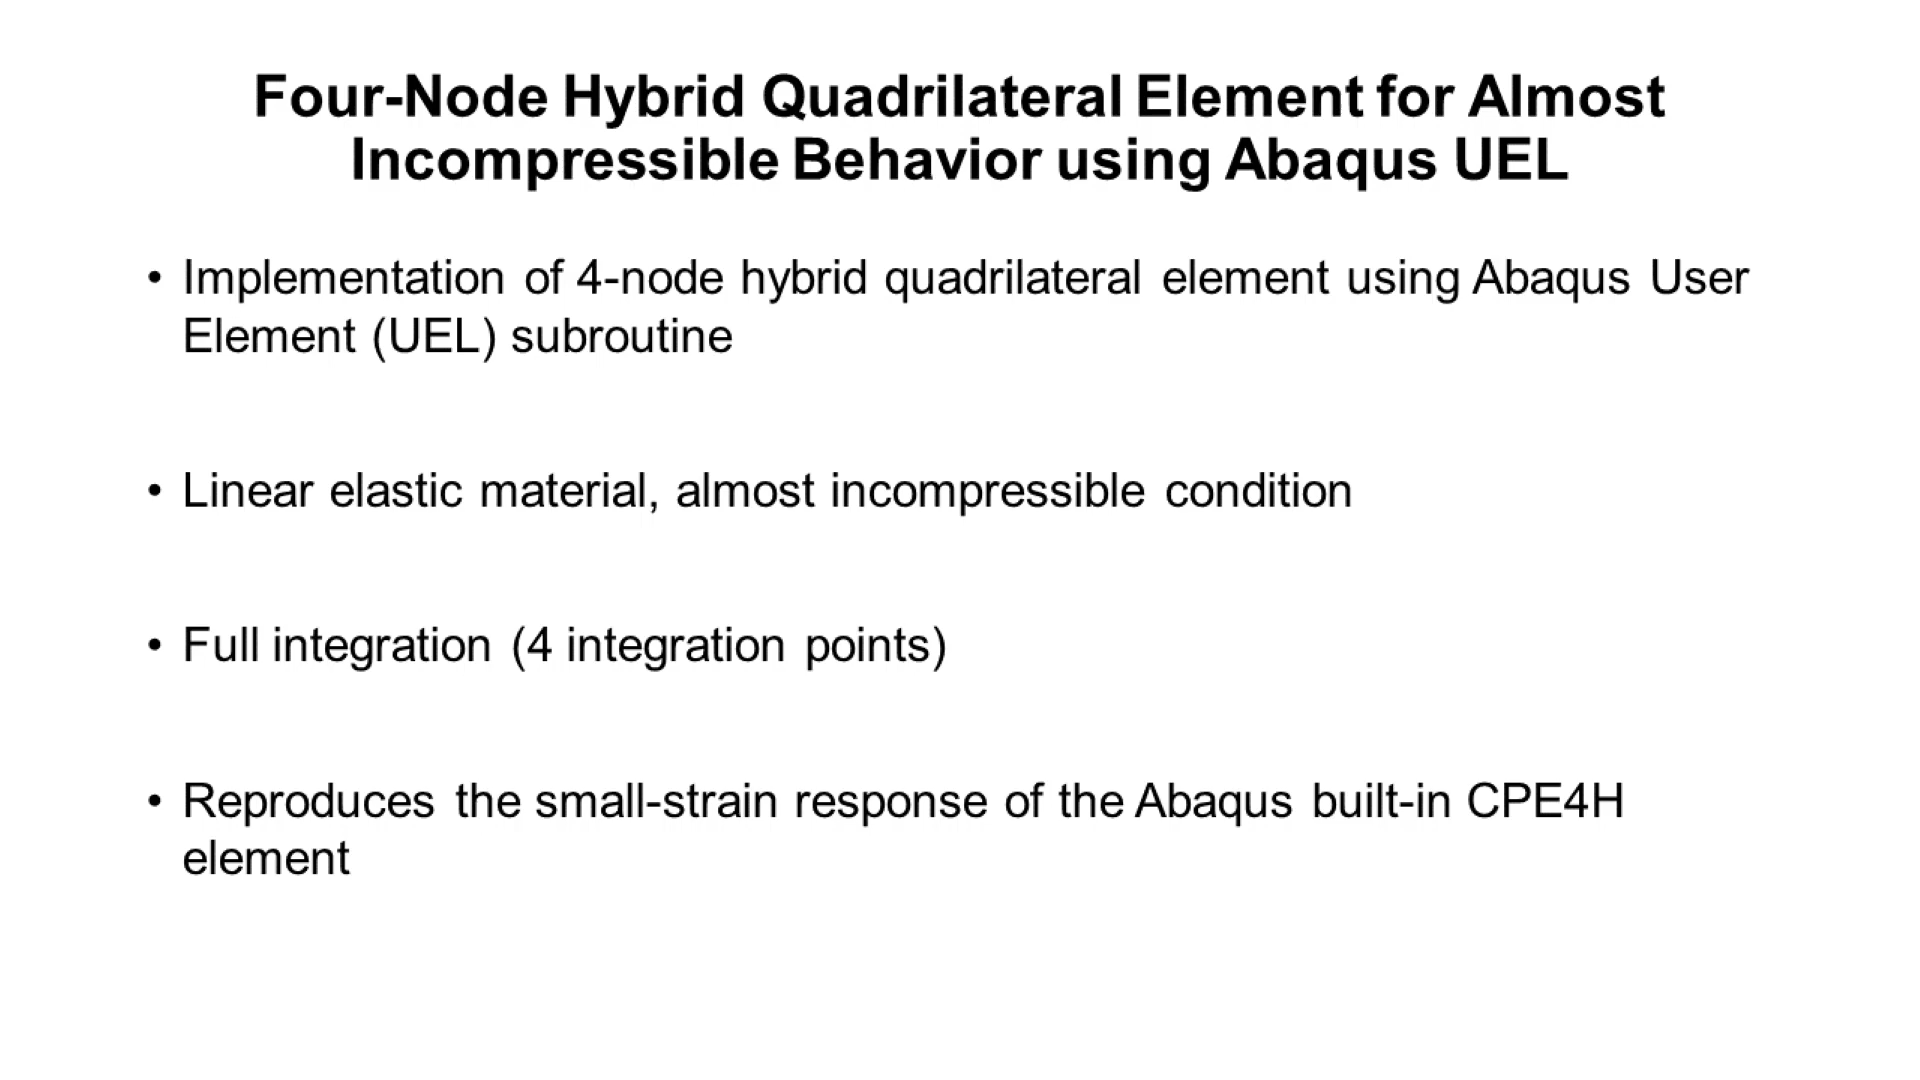 Four-Node Hybrid Quadrilateral Element for Almost
Incompressible Behavior using Abaqus UEL
• Implementation of 4-node hybrid quadrilateral element using Abaqus User
Element (UEL) subroutine
• Linear elastic material, almost incompressible condition
• Full integration (4 integration points)
• Reproduces the small-strain response of the Abaqus built-in CPE4H
element